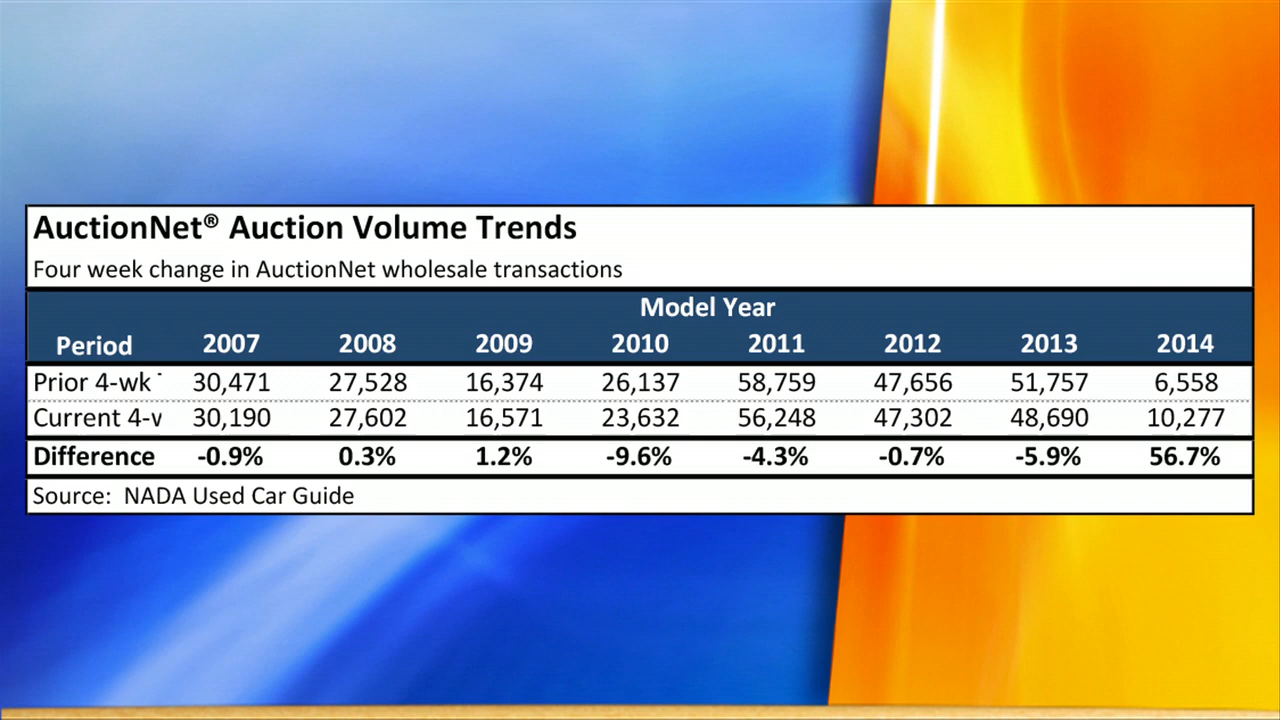 AuctionNet® Auction Volume Trends
Four week change in AuctionNet wholesale transactions
Model Year
Period 2007 2008 2009 2010 2011 2012 2013 2014
Prior 4-wk 30,471 27,528 16,374 26,137 58,759 47,656 51,757 6,558
Current 4-w 30,190 27,602 16,571 23,632 56,248 47,302 48,690 10,277
Difference -0.9% 0.3% 1.2% -9.6% -4.3% -0.7% -5.9% 56.7%
Source: NADA Used Car Guide